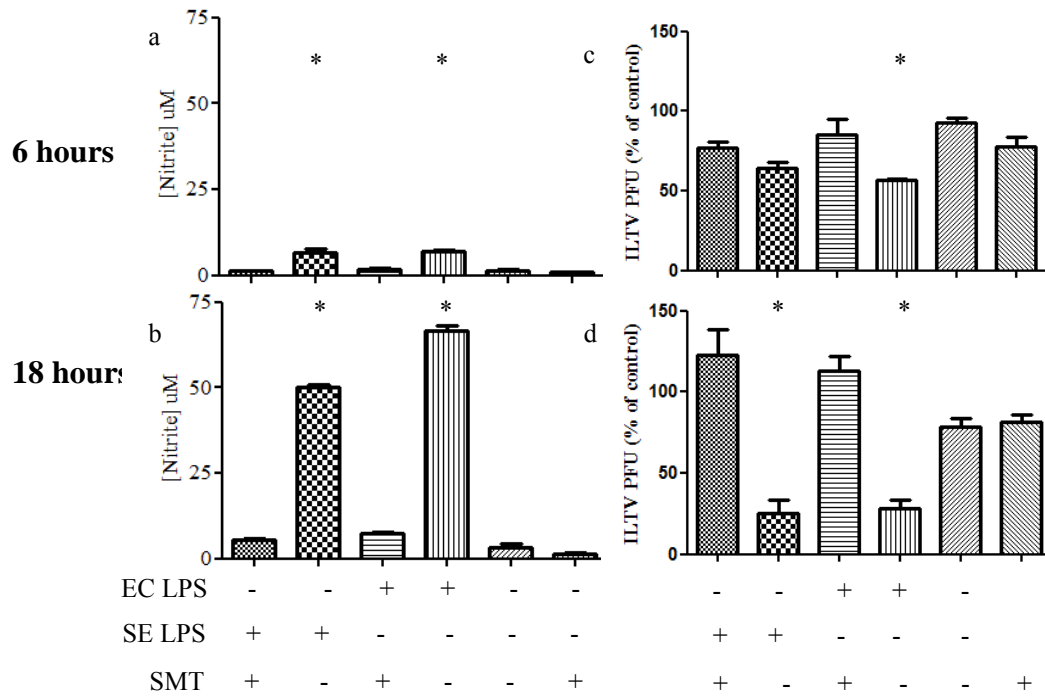 a
c
75
50
25
0
[Nitrite] uM
* *
6 hours
150
100
50
0
ILTV PFU (% of control)
*
b
d
75
50
25
0
[Nitrite] uM
* *
18 hours
150
100
50
0
ILTV PFU (% of control)
* *
EC LPS - - + + - - - - + + -
SE LPS + + - - - - + + - - -
SMT + - + - - + + - + - - +